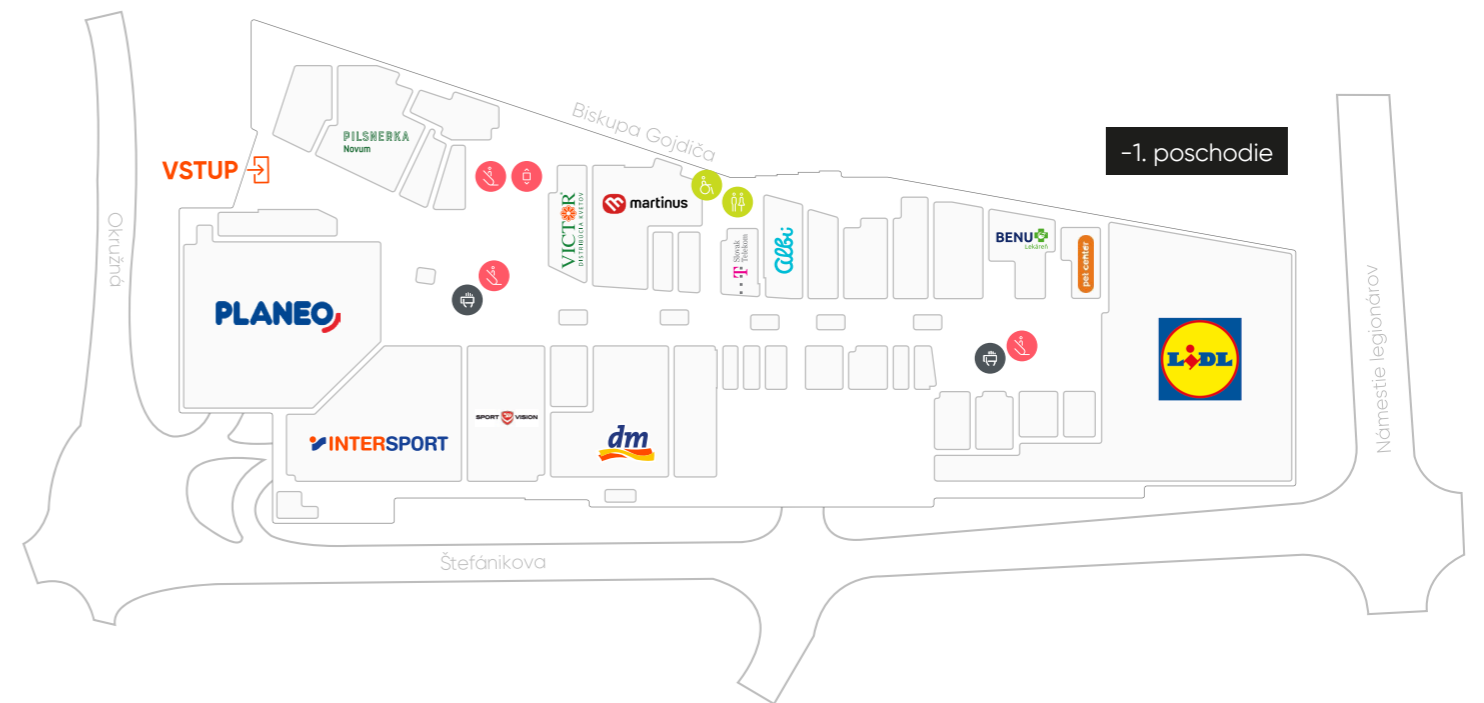 Biskupa Gojdiča
-1. poschodie
PILSNERKA
Novum
VSTUP
martinus
VICTOR
DISTRIBÚCIA KVETOV
Slovak
Telekom
T
albi
BENU
Lekáreň
pet center
Okružná
PLANEO
LIDL
Námestie legionárov
SPORT VISION
INTERSPORT
dm
Štefánikova